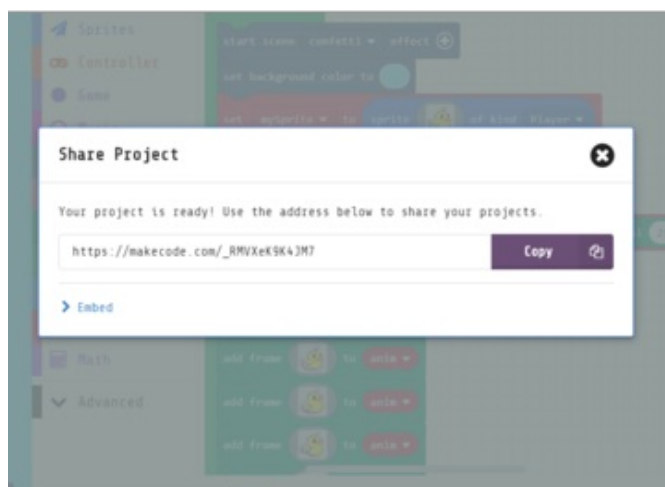 Sprites
Controller
Game
start scene confetti effect
set background color to
set mySprite to sprite of kind Player
Share Project
Your project is ready! Use the address below to share your projects.
https://makecode.com/_RMVXeK9K4JM7
Copy
Embed
Math
Advanced
add frame to anim
add frame to anim
add frame to anim